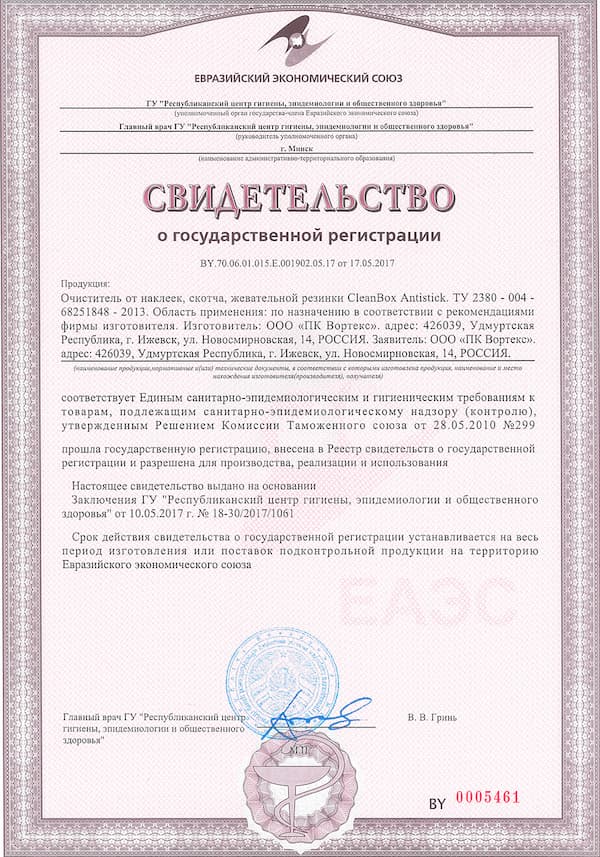 ЕВРАЗИЙСКИЙ ЭКОНОМИЧЕСКИЙ СОЮЗ
ГУ "Республиканский центр гигиены, эпидемиологии и общественного здоровья"
(уполномоченный орган государства-члена Евразийского экономического союза)
Главный врач ГУ "Республиканский центр гигиены, эпидемиологии и общественного здоровья"
(руководитель уполномоченного органа)
г. Минск
(наименование административно-территориального образования)
СВИДЕТЕЛЬСТВО
о государственной регистрации
BY.70.06.01.015.E.001902.05.17 от 17.05.2017
Продукция:
Очиститель от наклеек, скотча, жевательной резинки CleanBox Antistick. ТУ 2380 - 004 -
68251848 - 2013. Область применения: по назначению в соответствии с рекомендациями
фирмы изготовителя. Изготовитель: ООО «ПК Вортекс». адрес: 426039, Удмуртская
Республика, г. Ижевск, ул. Новосмирновская, 14, РОССИЯ. Заявитель: ООО «ПК Вортекс».
адрес: 426039, Удмуртская Республика, г. Ижевск, ул. Новосмирновская, 14, РОССИЯ.
(наименование продукции,нормативные и(или) технические документы, в соответствии с которыми изготовлена продукция, наименование и место
нахождения изготовителя(производителя), получателя)
соответствует Единым санитарно-эпидемиологическим и гигиеническим требованиям к
товарам, подлежащим санитарно-эпидемиологическому надзору (контролю),
утвержденным Решением Комиссии Таможенного союза от 28.05.2010 №299
прошла государственную регистрацию, внесена в Реестр свидетельств о государственной
регистрации и разрешена для производства, реализации и использования
Настоящее свидетельство выдано на основании
Заключения ГУ "Республиканский центр гигиены, эпидемиологии и общественного
здоровья" от 10.05.2017 г. № 18-30/2017/1061
Срок действия свидетельства о государственной регистрации устанавливается на весь
период изготовления или поставок подконтрольной продукции на территорию
Евразийского экономического союза
ЕАЭС
Главный врач ГУ "Республиканский центр
гигиены, эпидемиологии и общественного
здоровья"
В. В. Гринь
М.П.
BY 0005461